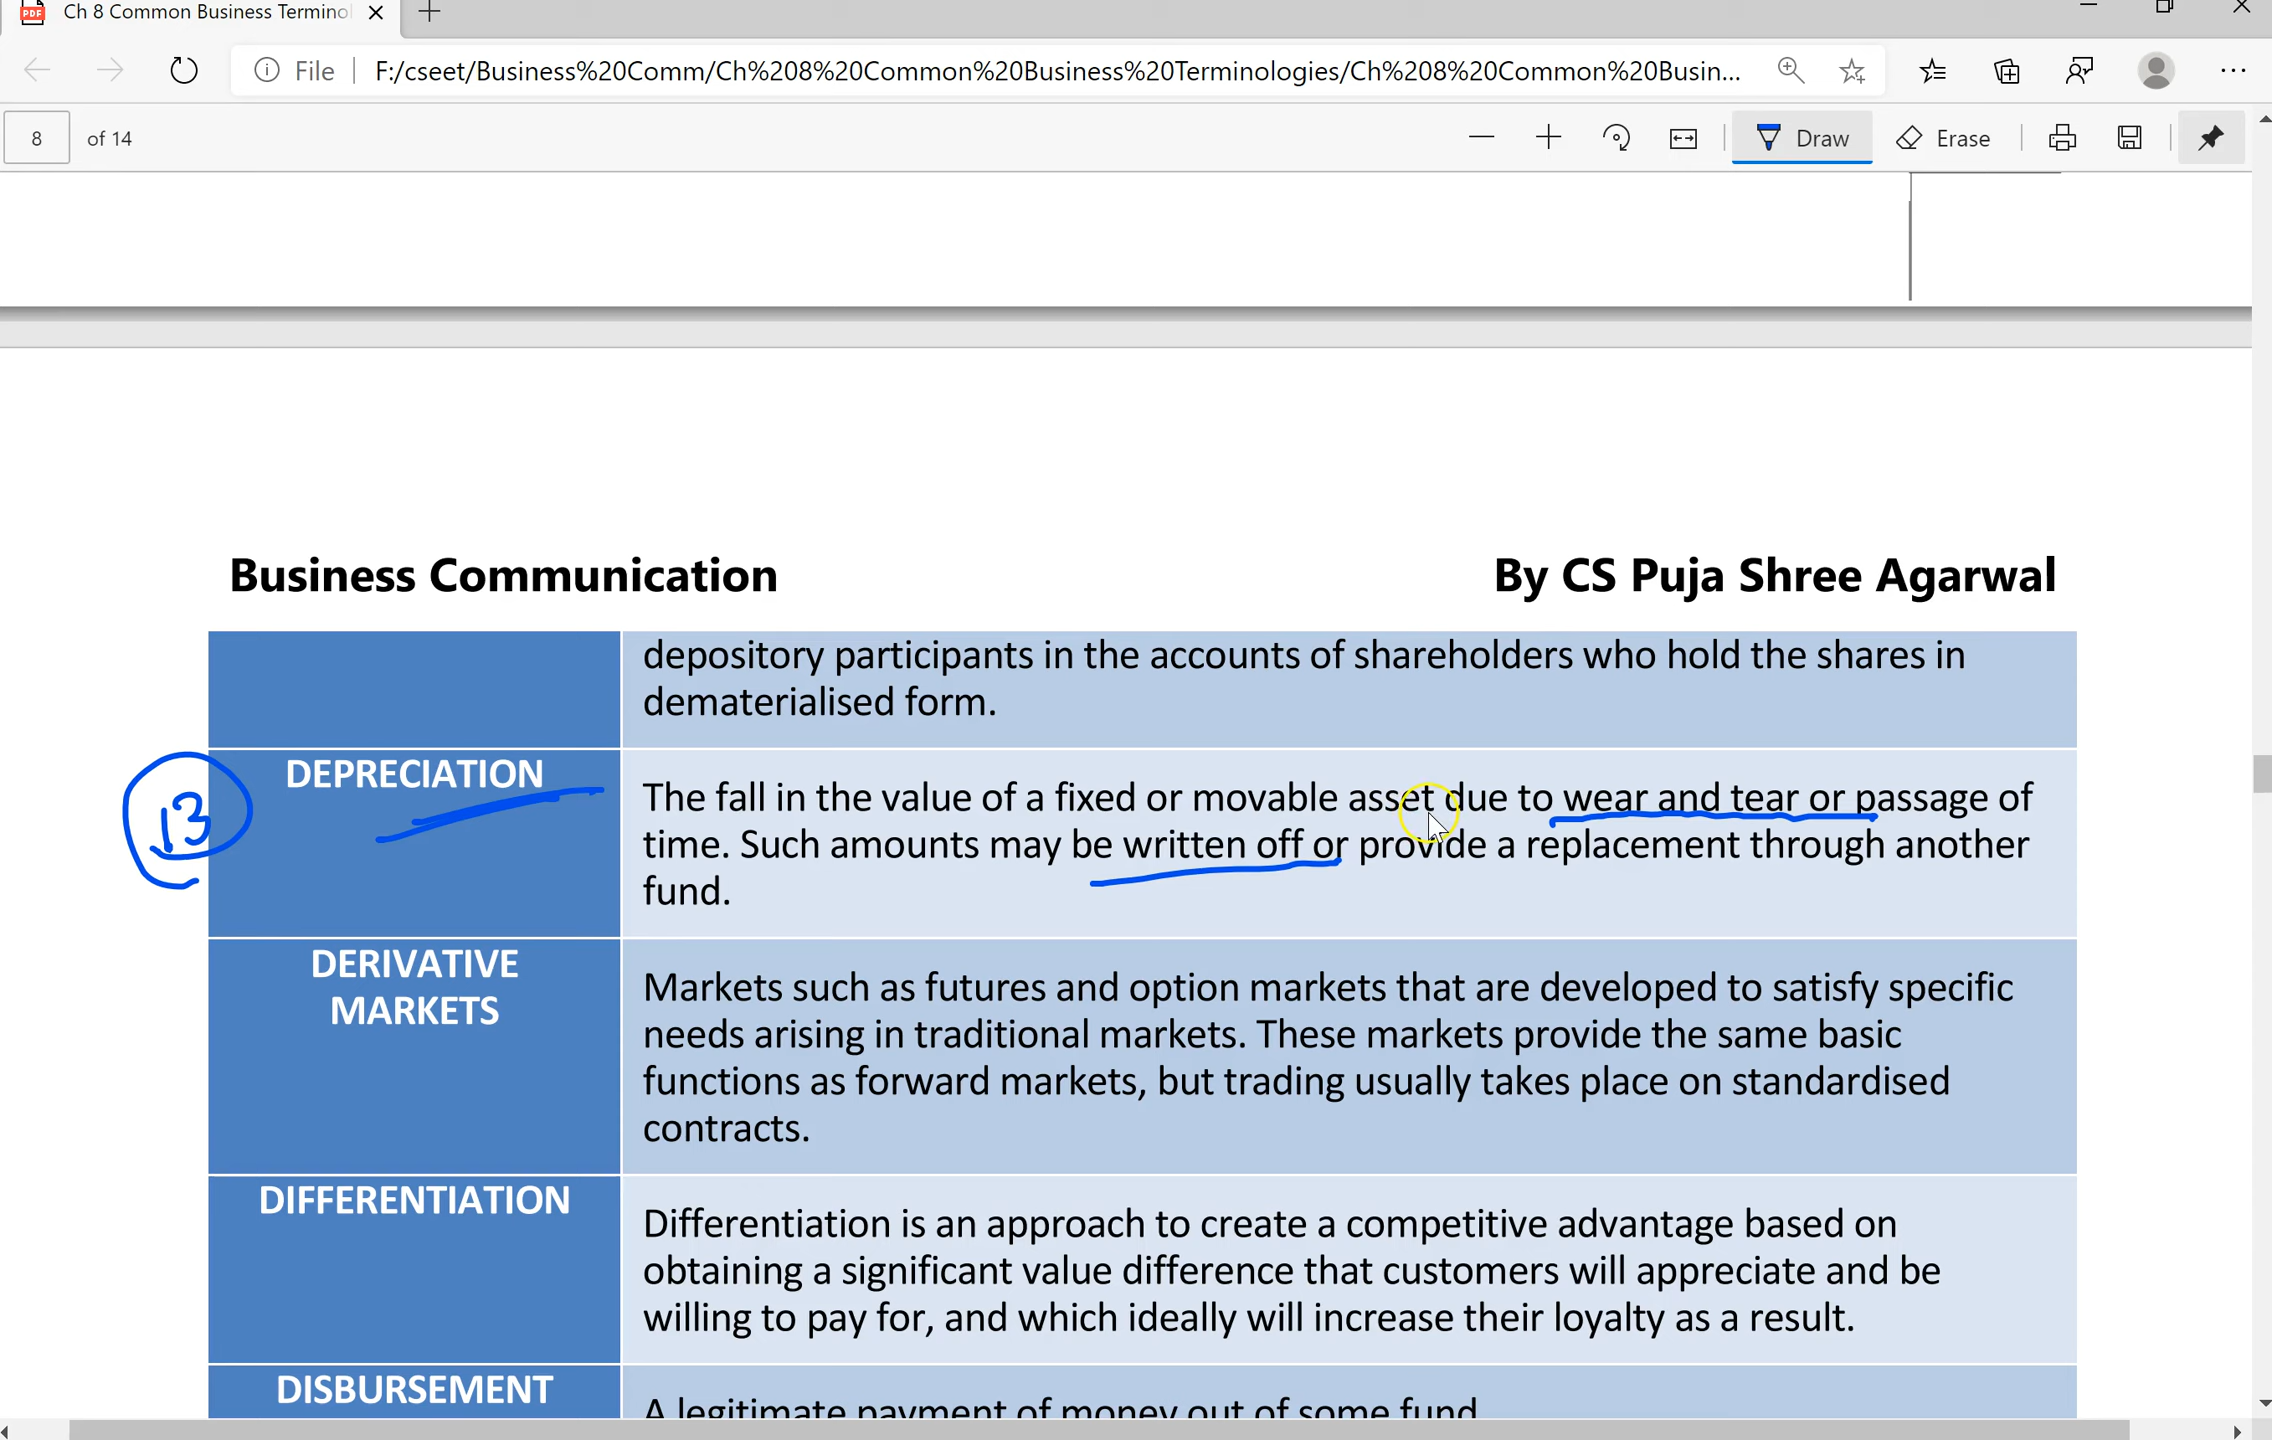 Ch 8 Common Business Termino
File
F:/cseet/Business%20Comm/Ch%208%20Common%20Business%20Terminologies/Ch%208%20Common%20Busin...
8 of 14
Draw
Erase
Business Communication
By CS Puja Shree Agarwal
depository participants in the accounts of shareholders who hold the shares in
dematerialised form.
13
DEPRECIATION
The fall in the value of a fixed or movable asset due to wear and tear or passage of
time. Such amounts may be written off or provide a replacement through another
fund.
DERIVATIVE
MARKETS
Markets such as futures and option markets that are developed to satisfy specific
needs arising in traditional markets. These markets provide the same basic
functions as forward markets, but trading usually takes place on standardised
contracts.
DIFFERENTIATION
Differentiation is an approach to create a competitive advantage based on
obtaining a significant value difference that customers will appreciate and be
willing to pay for, and which ideally will increase their loyalty as a result.
DISBURSEMENT
A legitimate payment of money out of some fund